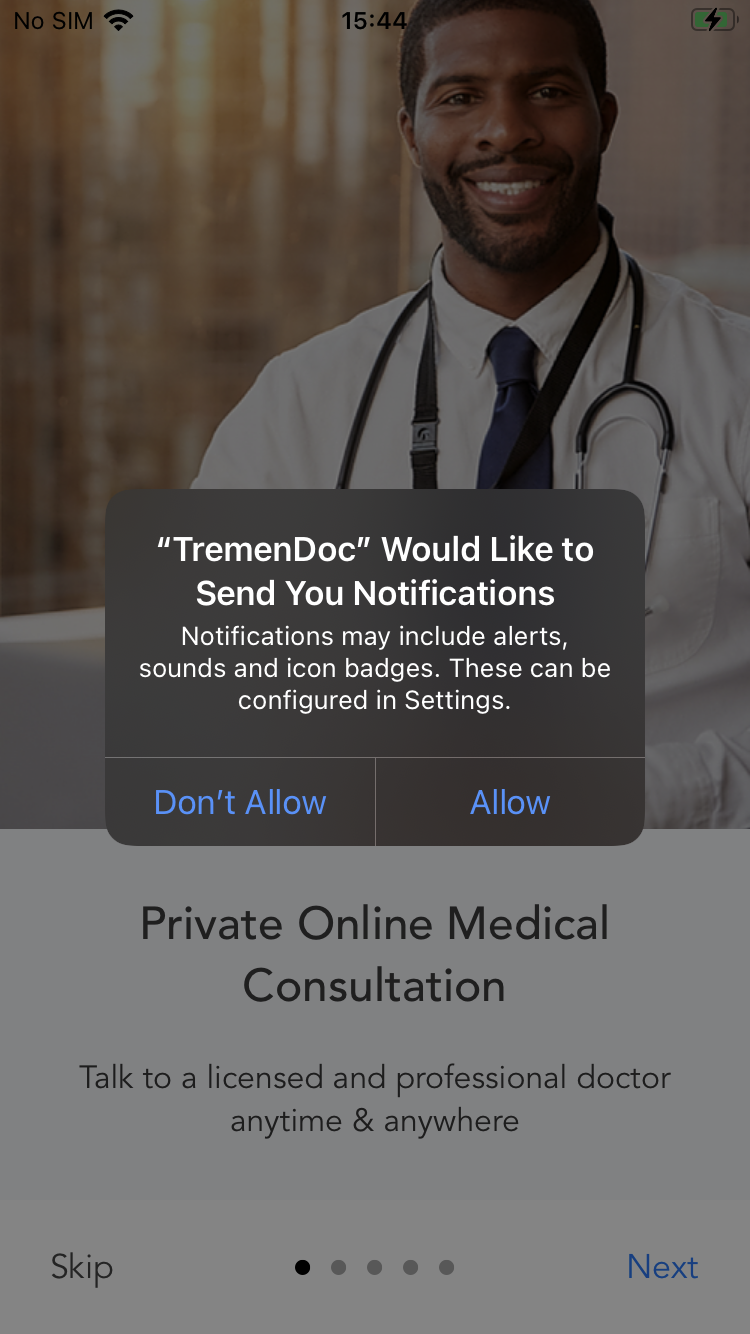 No SIM 15:44
“TremenDoc” Would Like to
Send You Notifications
Notifications may include alerts,
sounds and icon badges. These can be
configured in Settings.
Don’t Allow Allow
Private Online Medical
Consultation
Talk to a licensed and professional doctor
anytime & anywhere
Skip Next